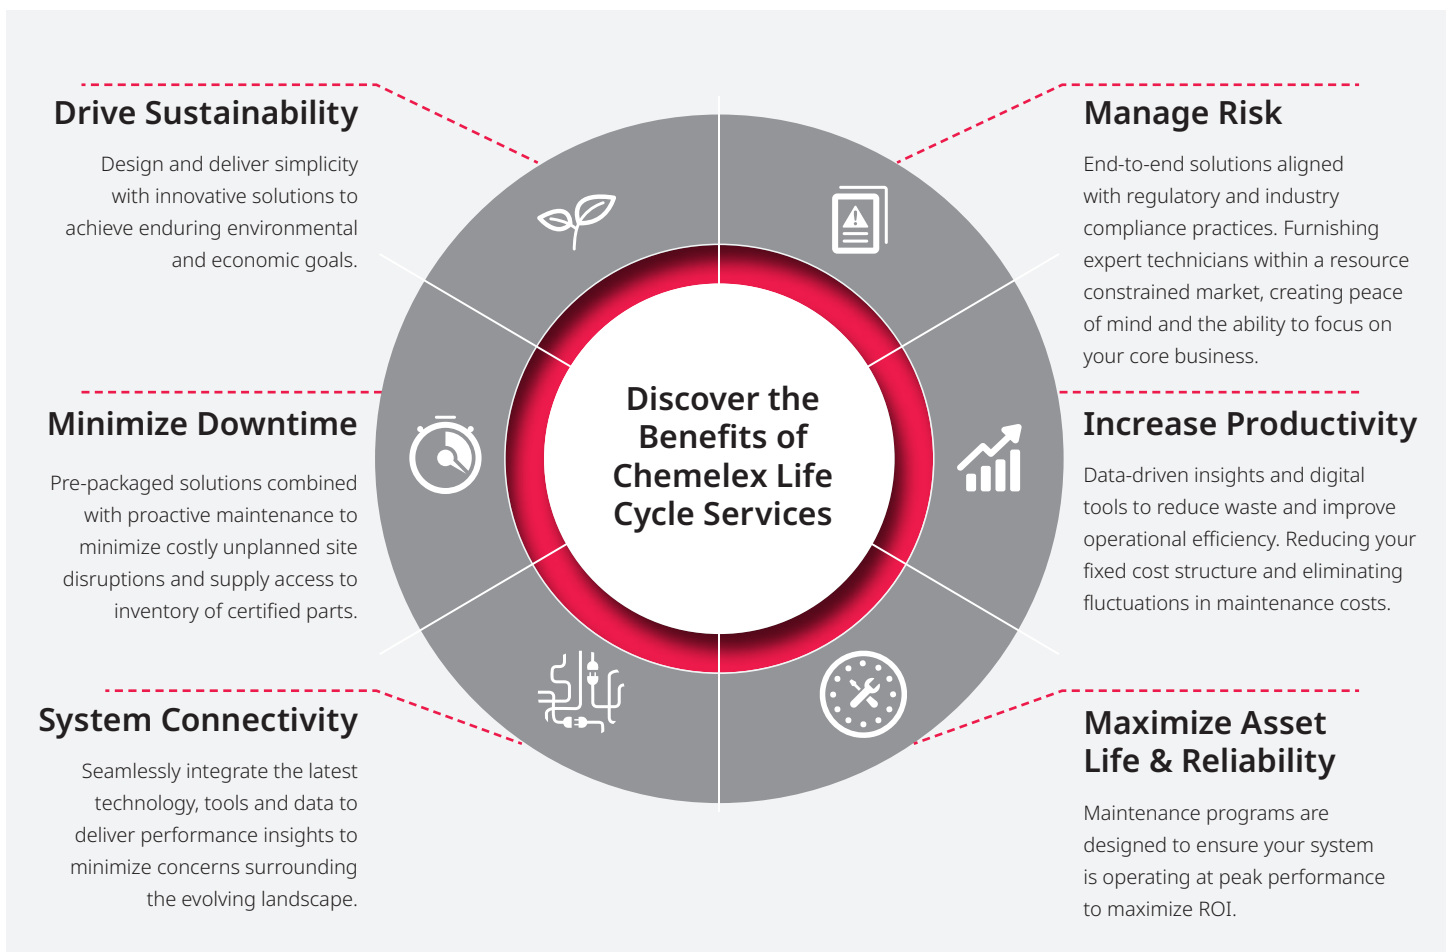 Drive Sustainability
Design and deliver simplicity
with innovative solutions to
achieve enduring environmental
and economic goals.
Minimize Downtime
Pre-packaged solutions combined
with proactive maintenance to
minimize costly unplanned site
disruptions and supply access to
inventory of certified parts.
System Connectivity
Seamlessly integrate the latest
technology, tools and data to
deliver performance insights to
minimize concerns surrounding
the evolving landscape.
Discover the
Benefits of
Chemelex Life
Cycle Services
Manage Risk
End-to-end solutions aligned
with regulatory and industry
compliance practices. Furnishing
expert technicians within a resource
constrained market, creating peace
of mind and the ability to focus on
your core business.
Increase Productivity
Data-driven insights and digital
tools to reduce waste and improve
operational efficiency. Reducing your
fixed cost structure and eliminating
fluctuations in maintenance costs.
Maximize Asset
Life & Reliability
Maintenance programs are
designed to ensure your system
is operating at peak performance
to maximize ROI.